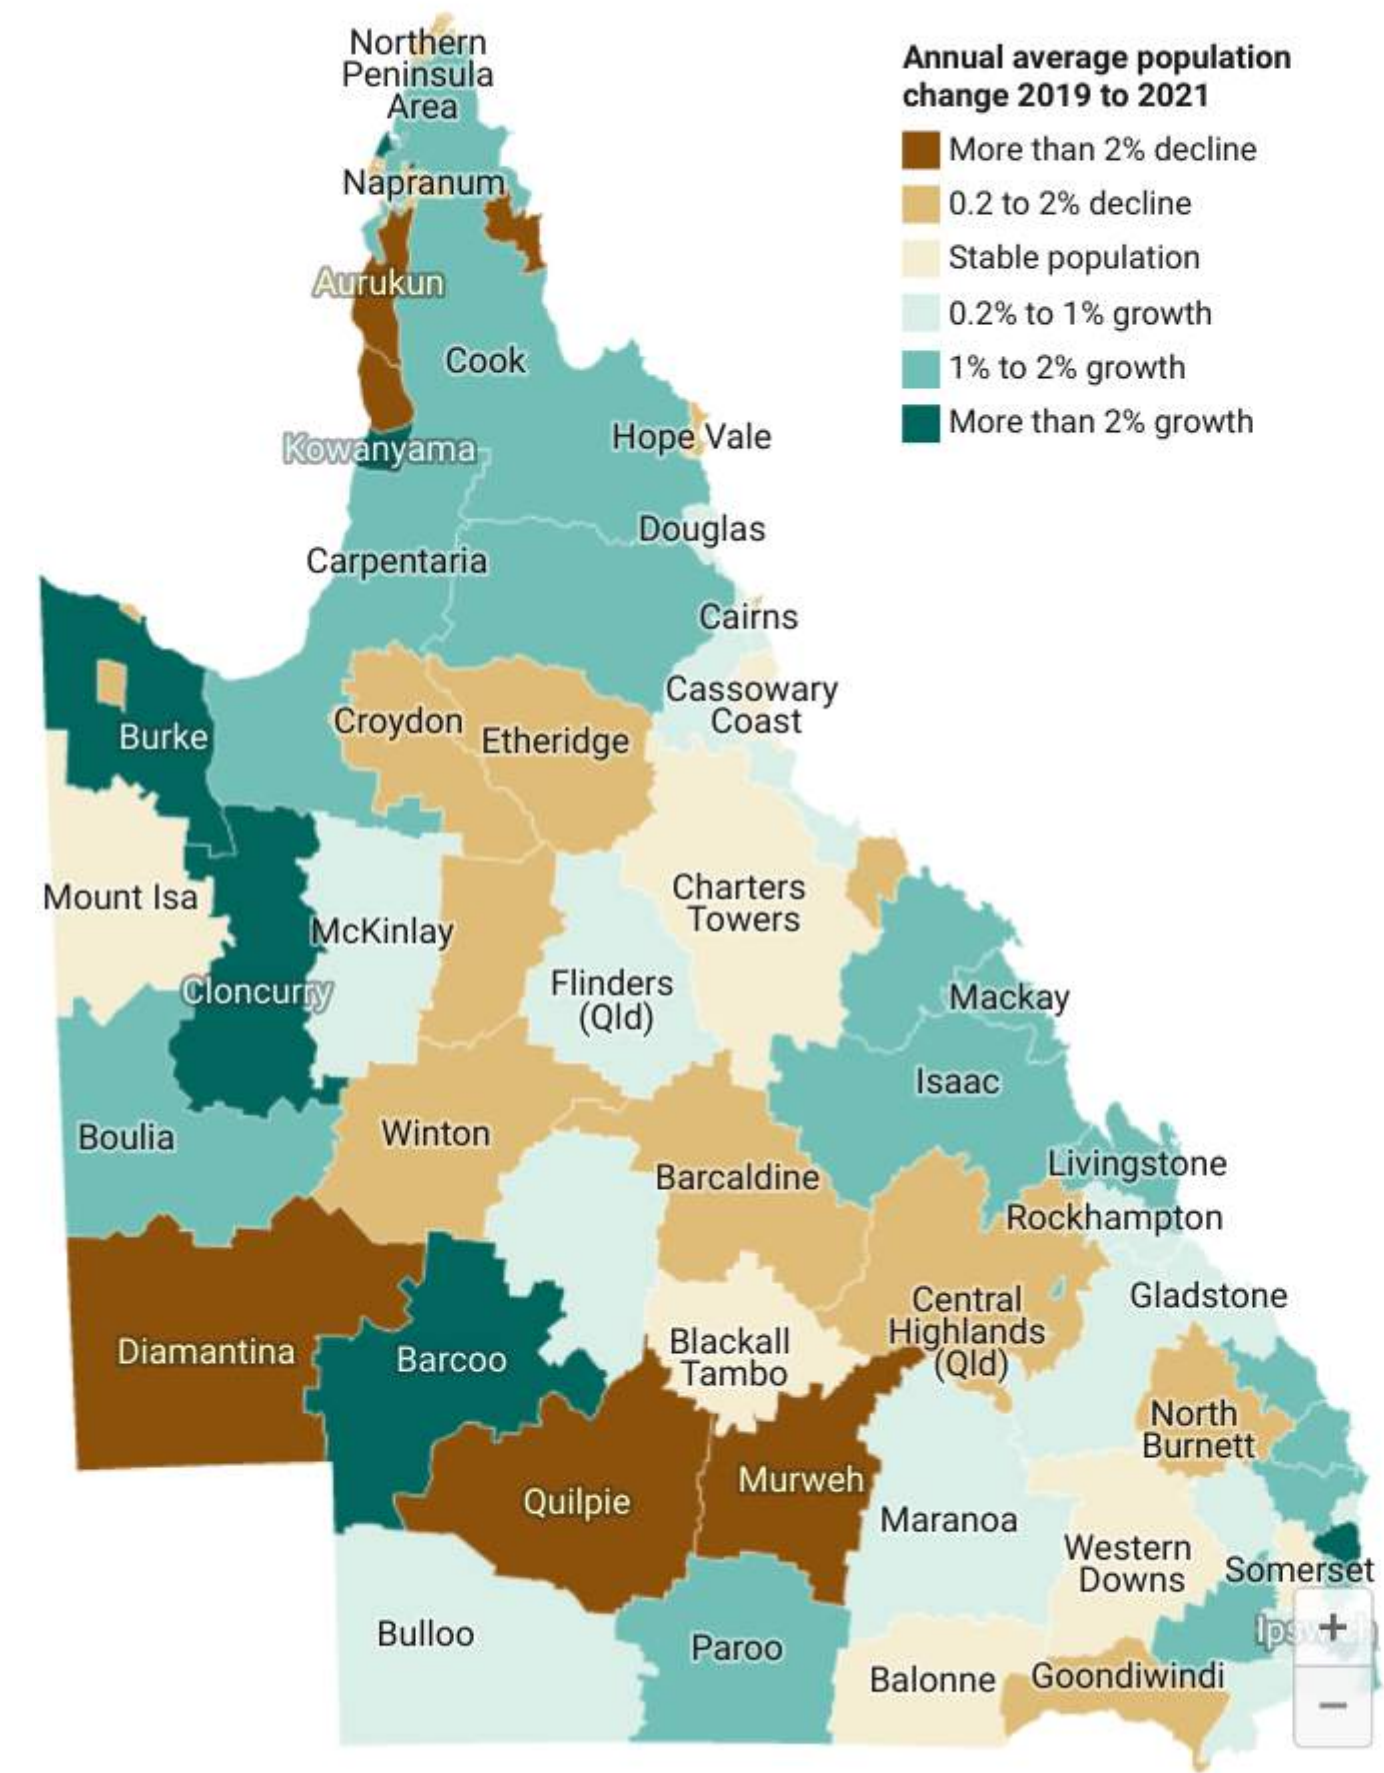 Annual average population
change 2019 to 2021
More than 2% decline
0.2 to 2% decline
Stable population
0.2% to 1% growth
1% to 2% growth
More than 2% growth
Northern
Peninsula
Area
Napranum
Aurukun
Cook
Kowanyama
Hope Vale
Douglas
Carpentaria
Cairns
Cassowary
Coast
Croydon
Etheridge
Burke
Charters
Towers
Mount Isa
McKinlay
Flinders
(Qld)
Cloncurry
Mackay
Isaac
Boulia
Winton
Livingstone
Barcaldine
Rockhampton
Gladstone
Central
Highlands
(Qld)
Diamantina
Barcoo
Blackall
Tambo
North
Burnett
Murweh
Quilpie
Maranoa
Western
Downs
Somerset
Bulloo
Paroo
Balonne
Goondiwindi
+
−